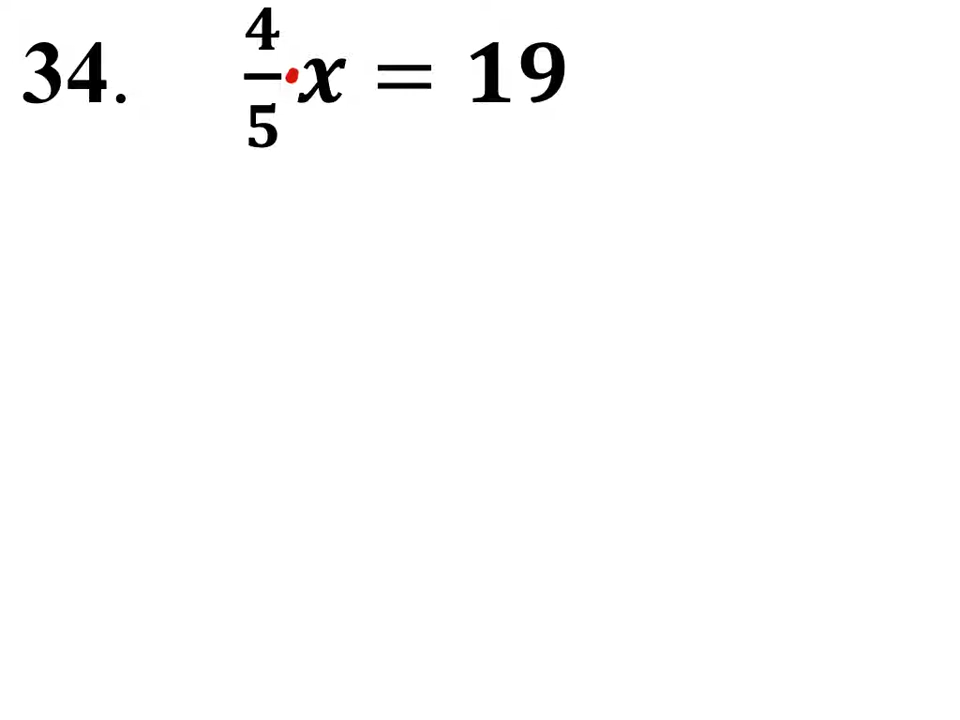 34. 4/5 · x = 19